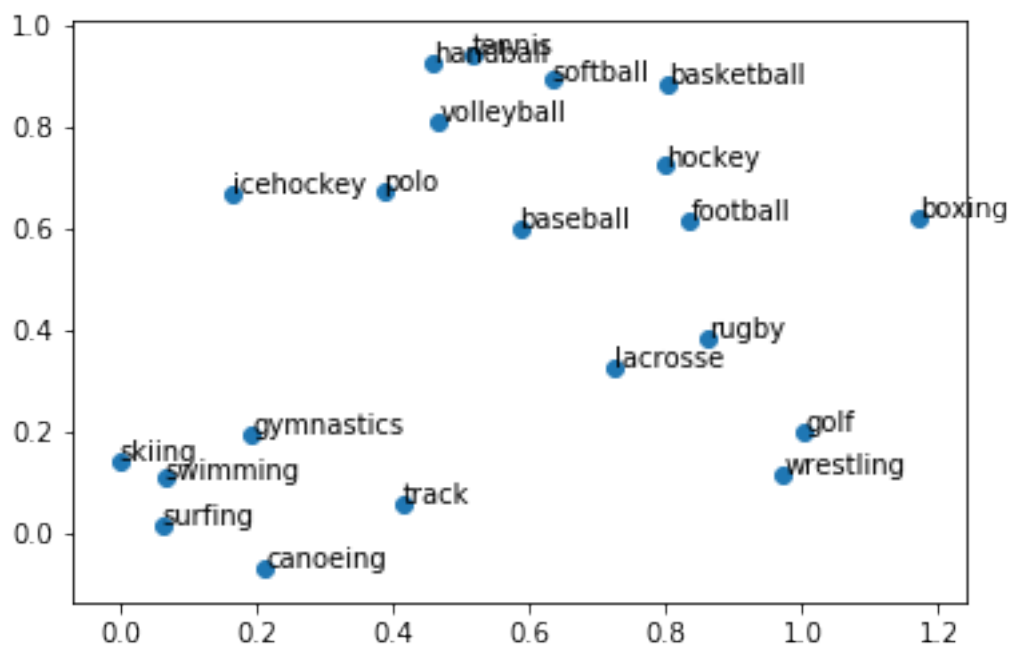 1.0
tennis
handball
softball
basketball
0.8
volleyball
hockey
icehockey
polo
football
boxing
baseball
0.6
0.4
rugby
lacrosse
0.2
gymnastics
golf
skiing
swimming
wrestling
track
surfing
0.0
canoeing
0.0 0.2 0.4 0.6 0.8 1.0 1.2